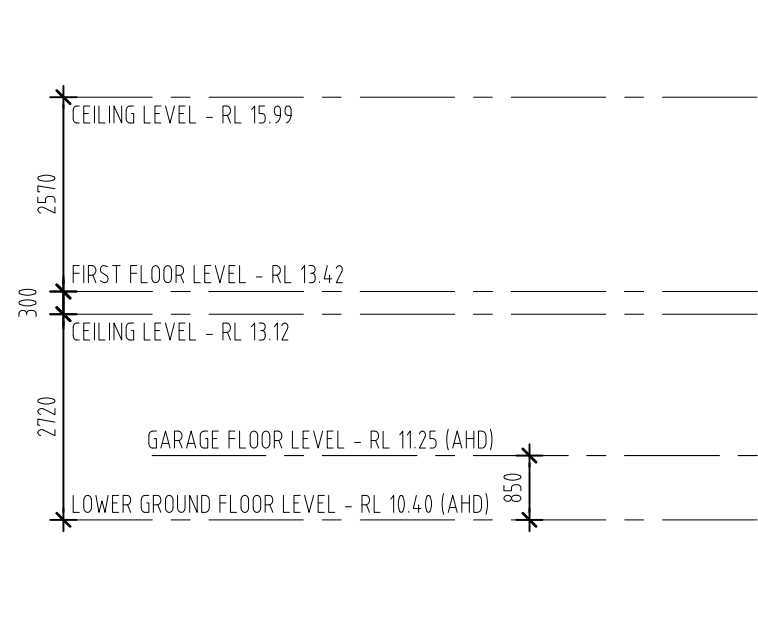 CEILING LEVEL - RL 15.99
2570
FIRST FLOOR LEVEL - RL 13.42
300
CEILING LEVEL - RL 13.12
2720
GARAGE FLOOR LEVEL - RL 11.25 (AHD)
850
LOWER GROUND FLOOR LEVEL - RL 10.40 (AHD)